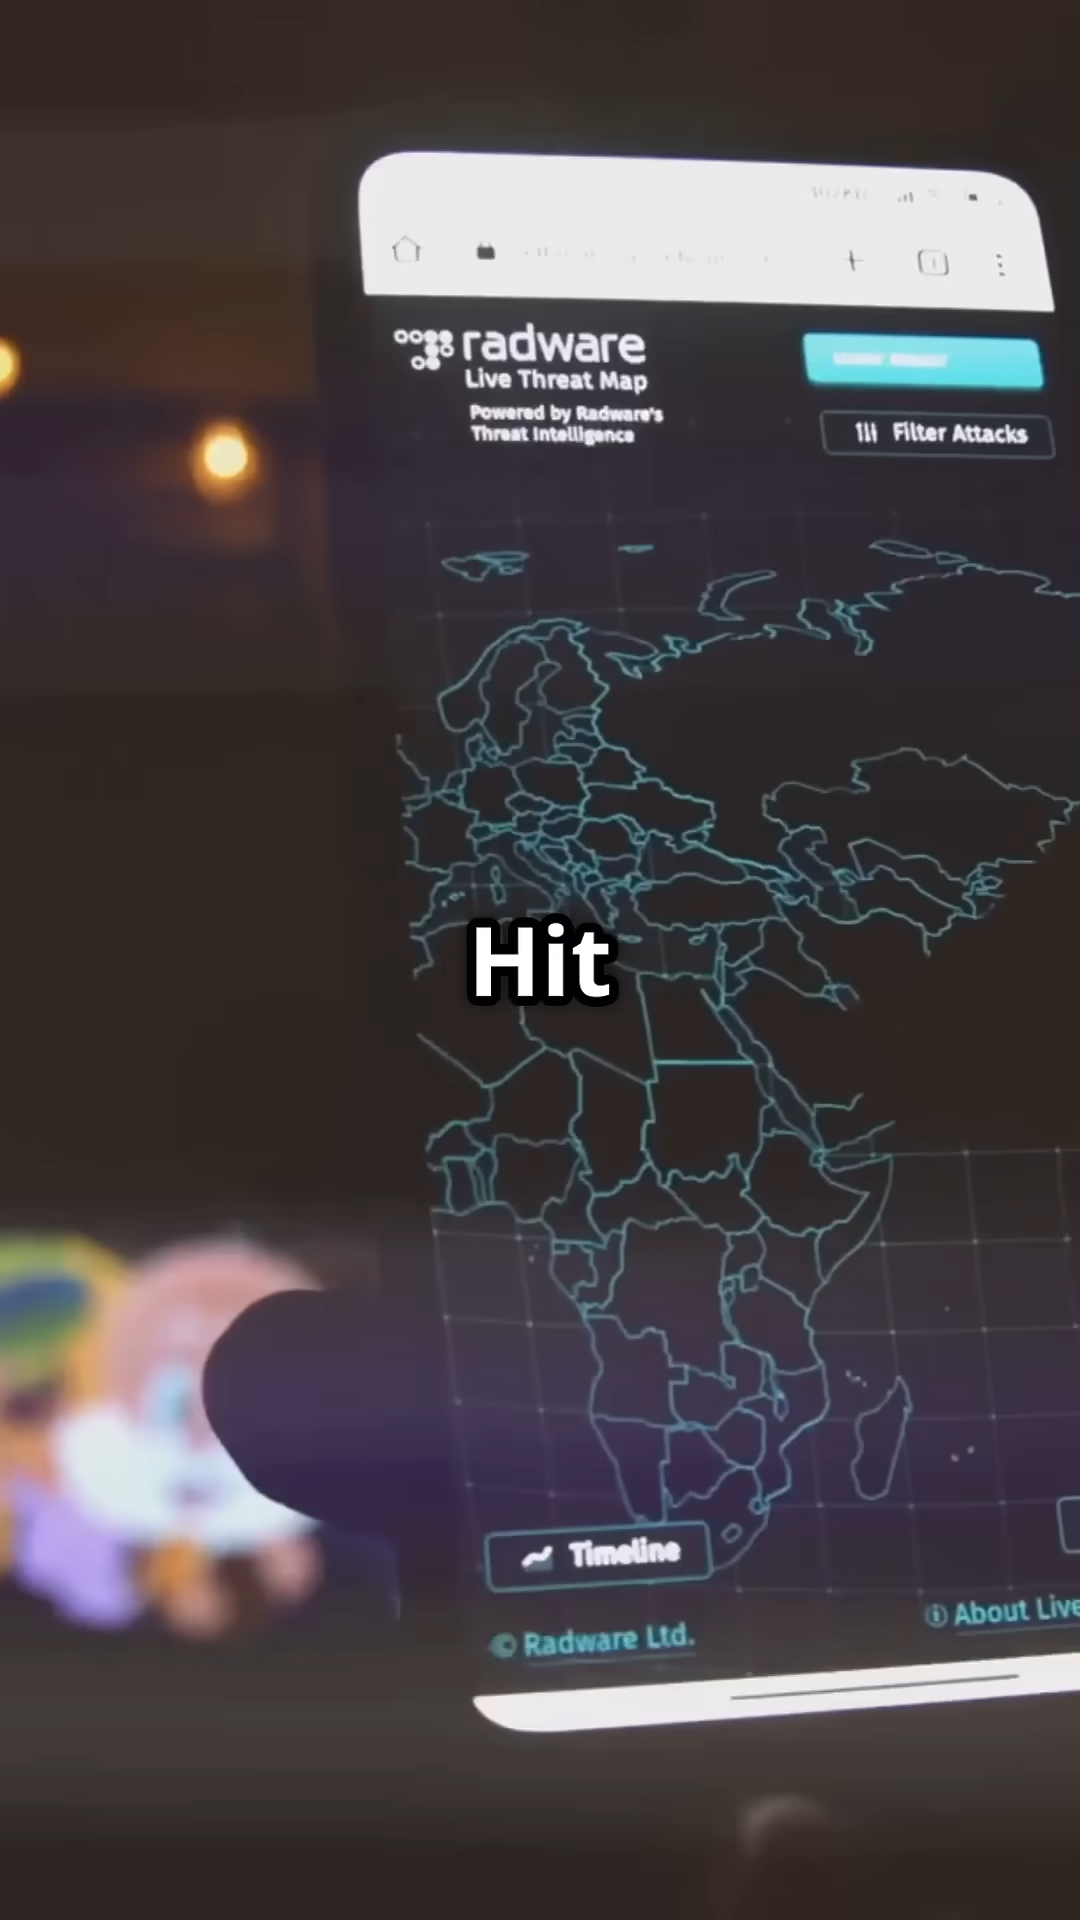 radware
Live Threat Map
Powered by Radware's
Threat Intelligence
Filter Attacks
Hit
Timeline
© Radware Ltd.
About Live